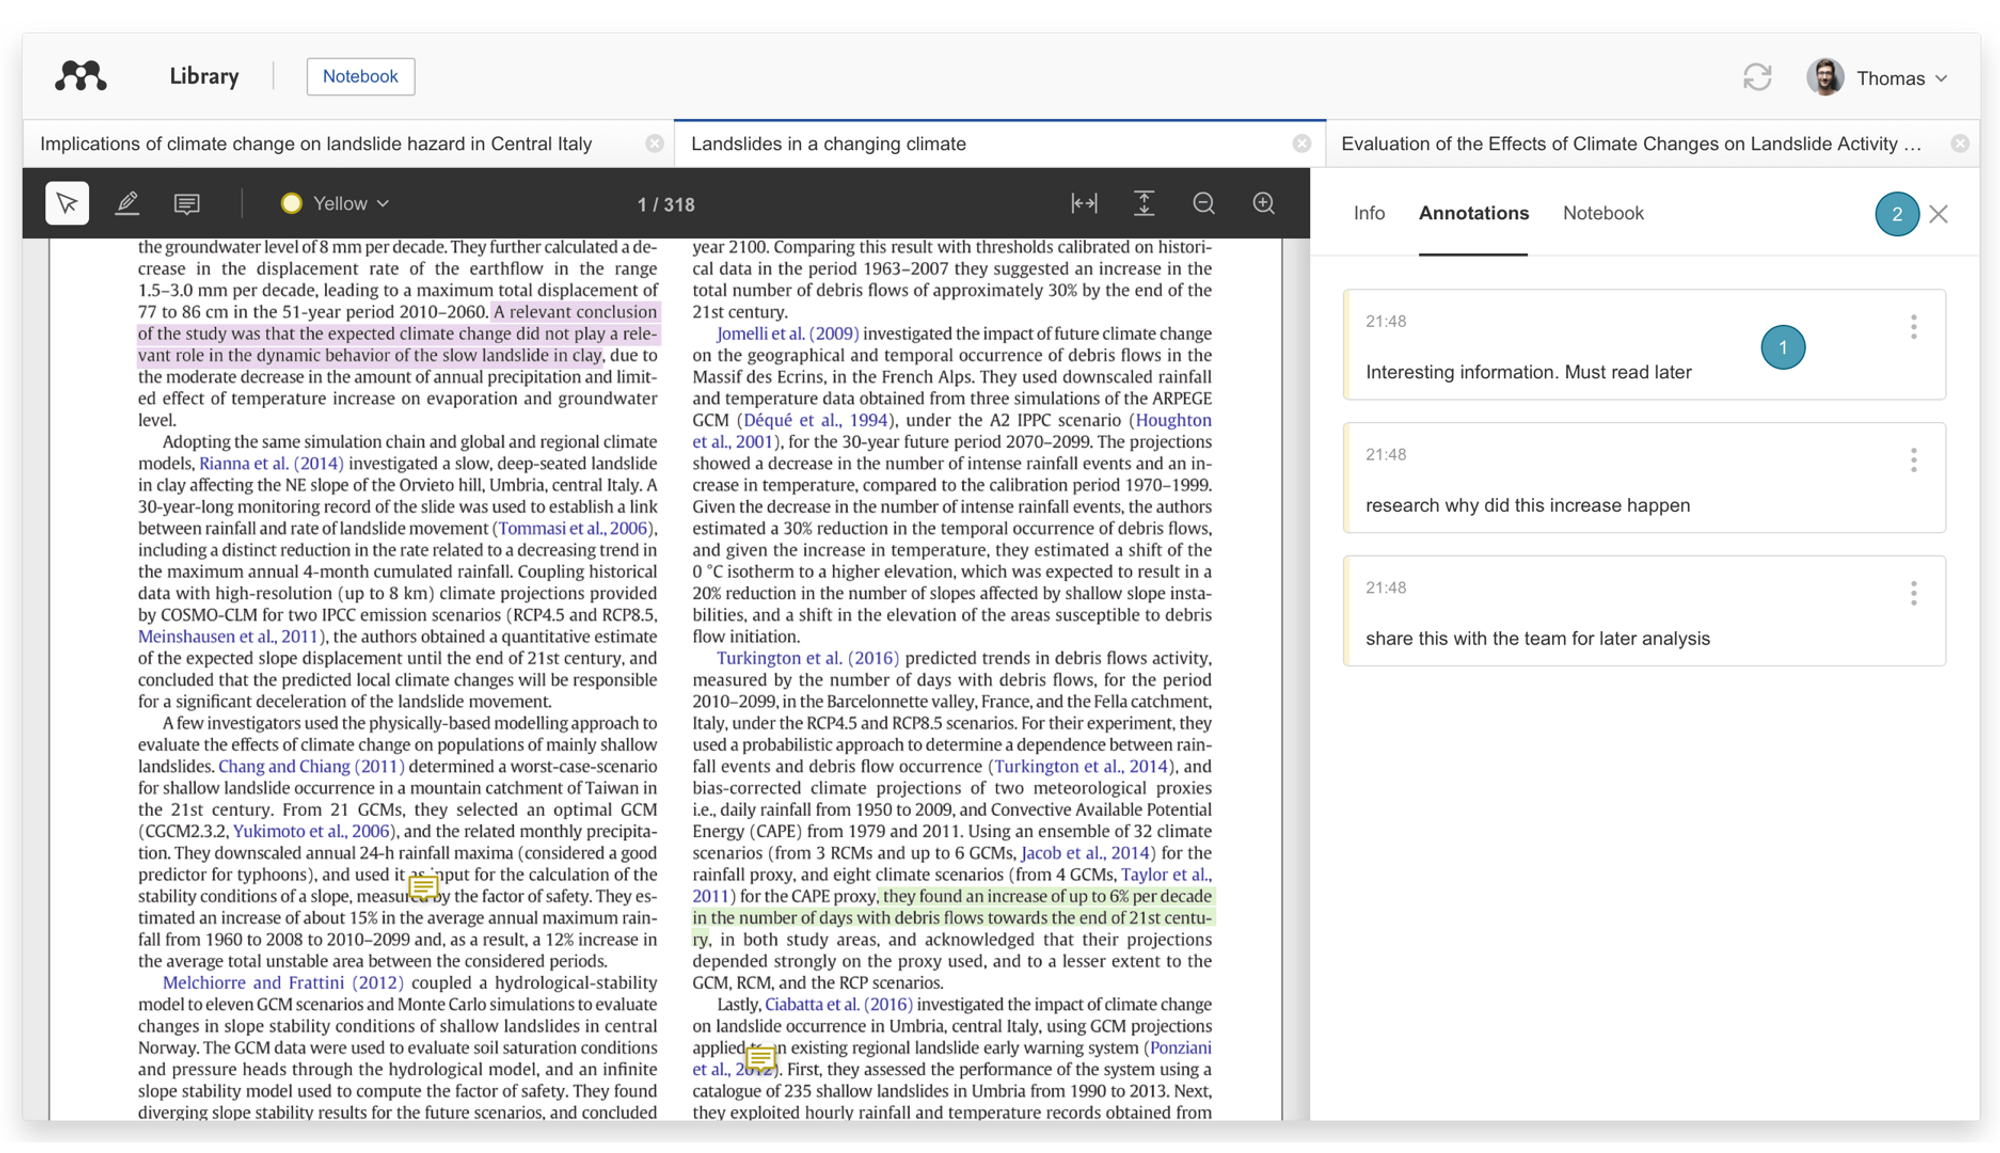 Library
Notebook
Thomas
Implications of climate change on landslide hazard in Central Italy
Landslides in a changing climate
Evaluation of the Effects of Climate Changes on Landslide Activity ...
Yellow
1 / 318
the groundwater level of 8 mm per decade. They further calculated a de-
crease in the displacement rate of the earthflow in the range
1.5–3.0 mm per decade, leading to a maximum total displacement of
77 to 86 cm in the 51-year period 2010–2060. A relevant conclusion
of the study was that the expected climate change did not play a rele-
vant role in the dynamic behavior of the slow landslide in clay, due to
the moderate decrease in the amount of annual precipitation and limit-
ed effect of temperature increase on evaporation and groundwater
level.
Adopting the same simulation chain and global and regional climate
models, Rianna et al. (2014) investigated a slow, deep-seated landslide
in clay affecting the NE slope of the Orvieto hill, Umbria, central Italy. A
30-year-long monitoring record of the slide was used to establish a link
between rainfall and rate of landslide movement (Tommasi et al., 2006),
including a distinct reduction in the rate related to a decreasing trend in
the maximum annual 4-month cumulated rainfall. Coupling historical
data with high-resolution (up to 8 km) climate projections provided
by COSMO-CLM for two IPCC emission scenarios (RCP4.5 and RCP8.5,
Meinshausen et al., 2011), the authors obtained a quantitative estimate
of the expected slope displacement until the end of 21st century, and
concluded that the predicted local climate changes will be responsible
for a significant deceleration of the landslide movement.
A few investigators used the physically-based modelling approach to
evaluate the effects of climate change on populations of mainly shallow
landslides. Chang and Chiang (2011) determined a worst-case-scenario
for shallow landslide occurrence in a mountain catchment of Taiwan in
the 21st century. From 21 GCMs, they selected an optimal GCM
(CGCM2.3.2, Yukimoto et al., 2006), and the related monthly precipita-
tion. They downscaled annual 24-h rainfall maxima (considered a good
predictor for typhoons), and used it as input for the calculation of the
stability conditions of a slope, measured by the factor of safety. They es-
timated an increase of about 15% in the average annual maximum rain-
fall from 1960 to 2008 to 2010–2099 and, as a result, a 12% increase in
the average total unstable area between the considered periods.
Melchiorre and Frattini (2012) coupled a hydrological-stability
model to eleven GCM scenarios and Monte Carlo simulations to evaluate
changes in slope stability conditions of shallow landslides in central
Norway. The GCM data were used to evaluate soil saturation conditions
and pressure heads through the hydrological model, and an infinite
slope stability model used to compute the factor of safety. They found
diverging slope stability results for the future scenarios, and concluded
year 2100. Comparing this result with thresholds calibrated on histori-
cal data in the period 1963–2007 they suggested an increase in the
total number of debris flows of approximately 30% by the end of the
21st century.
Jomelli et al. (2009) investigated the impact of future climate change
on the geographical and temporal occurrence of debris flows in the
Massif des Ecrins, in the French Alps. They used downscaled rainfall
and temperature data obtained from three simulations of the ARPEGE
GCM (Déqué et al., 1994), under the A2 IPPC scenario (Houghton
et al., 2001), for the 30-year future period 2070–2099. The projections
showed a decrease in the number of intense rainfall events and an in-
crease in temperature, compared to the calibration period 1970–1999.
Given the decrease in the number of intense rainfall events, the authors
estimated a 30% reduction in the temporal occurrence of debris flows,
and given the increase in temperature, they estimated a shift of the
0 °C isotherm to a higher elevation, which was expected to result in a
20% reduction in the number of slopes affected by shallow slope insta-
bilities, and a shift in the elevation of the areas susceptible to debris
flow initiation.
Turkington et al. (2016) predicted trends in debris flows activity,
measured by the number of days with debris flows, for the period
2010–2099, in the Barcelonnette valley, France, and the Fella catchment,
Italy, under the RCP4.5 and RCP8.5 scenarios. For their experiment, they
used a probabilistic approach to determine a dependence between rain-
fall events and debris flow occurrence (Turkington et al., 2014), and
bias-corrected climate projections of two meteorological proxies
i.e., daily rainfall from 1950 to 2009, and Convective Available Potential
Energy (CAPE) from 1979 and 2011. Using an ensemble of 32 climate
scenarios (from 3 RCMs and up to 6 GCMs, Jacob et al., 2014) for the
rainfall proxy, and eight climate scenarios (from 4 GCMs, Taylor et al.,
2011) for the CAPE proxy, they found an increase of up to 6% per decade
in the number of days with debris flows towards the end of 21st centu-
ry, in both study areas, and acknowledged that their projections
depended strongly on the proxy used, and to a lesser extent to the
GCM, RCM, and the RCP scenarios.
Lastly, Ciabatta et al. (2016) investigated the impact of climate change
on landslide occurrence in Umbria, central Italy, using GCM projections
applied to an existing regional landslide early warning system (Ponziani
et al., 2012). First, they assessed the performance of the system using a
catalogue of 235 shallow landslides in Umbria from 1990 to 2013. Next,
they exploited hourly rainfall and temperature records obtained from
Info
Annotations
Notebook
2
21:48
1
Interesting information. Must read later
21:48
research why did this increase happen
21:48
share this with the team for later analysis